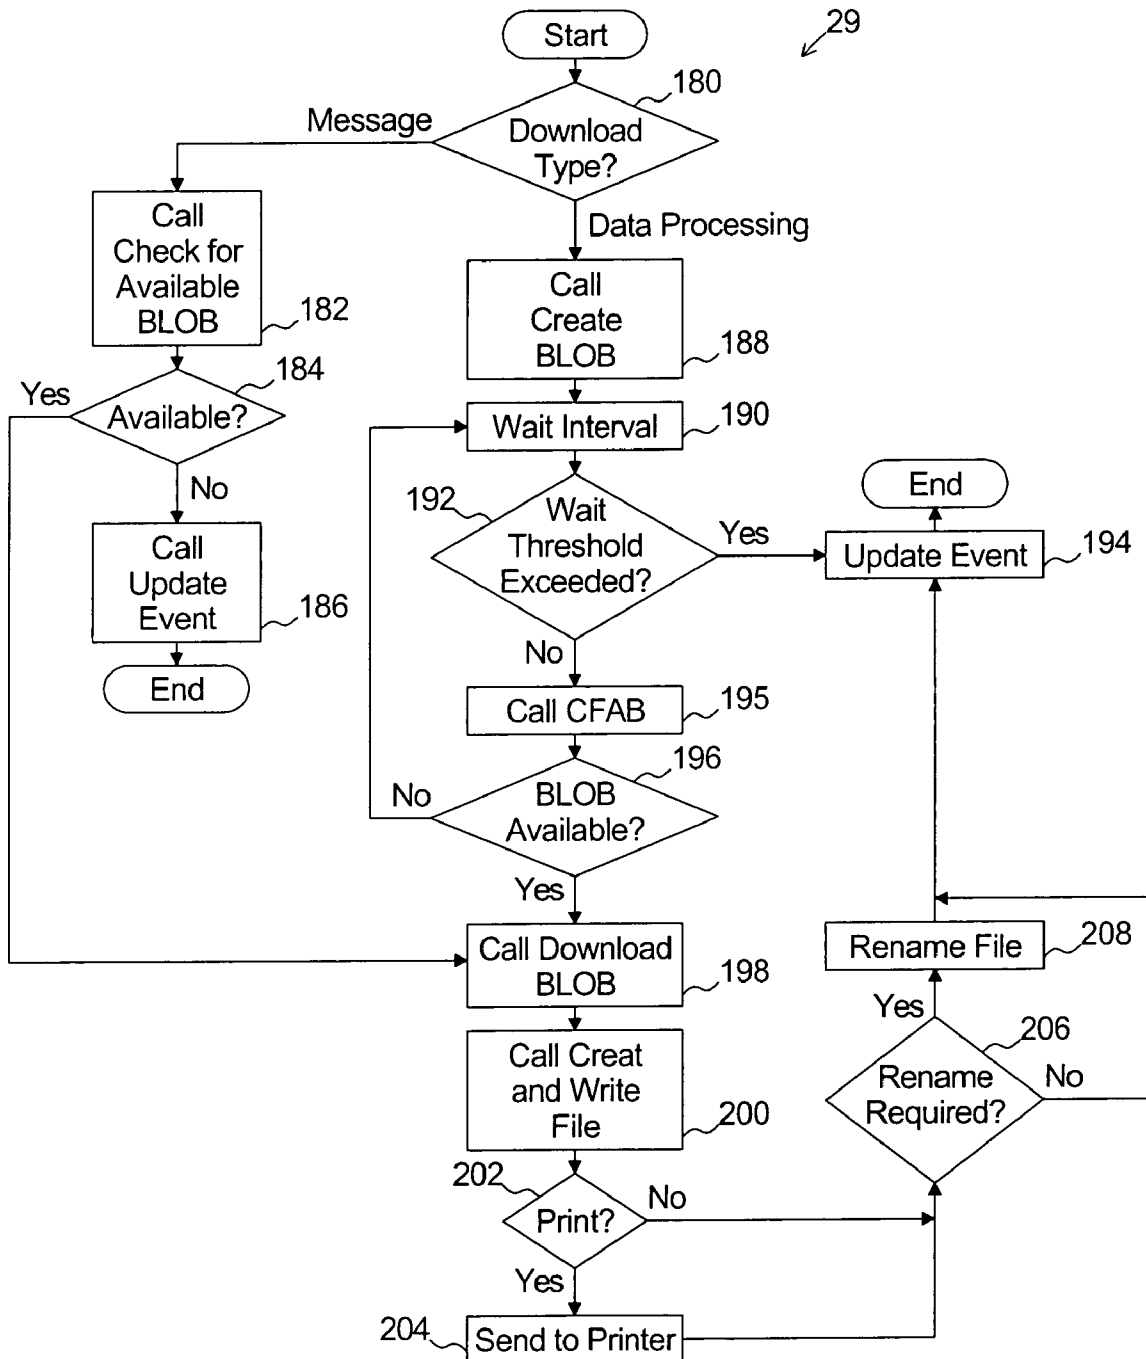 Start
29
180
Message
Download
Type?
Data Processing
Call
Check for
Available
BLOB
182
Call
Create
BLOB
188
Yes
184
Available?
No
Wait Interval
190
192
Wait
Threshold
Exceeded?
Yes
No
End
Update Event
194
Call
Update
Event
186
End
Call CFAB
195
196
BLOB
Available?
No
Yes
Call Download
BLOB
198
Rename File
208
Yes
206
Rename
Required?
No
Call Creat
and Write
File
200
202
Print?
No
Yes
204
Send to Printer